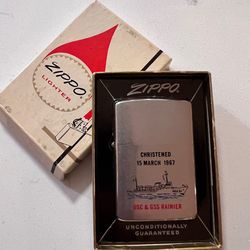 ZIPPO
LIGHTER
ZIPPO
CHRISTENED
15 MARCH 1967
USC & GSS RAINIER
UNCONDITIONALLY
GUARANTEED